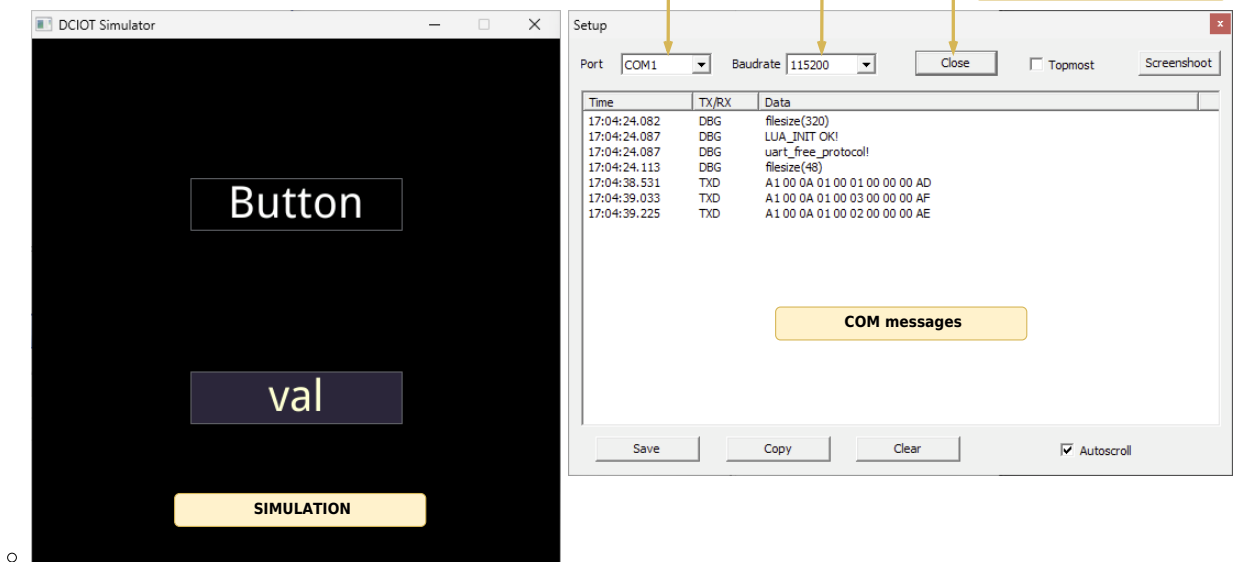 DCIOT Simulator
Button
val
SIMULATION
Setup
Port COM1 Baudrate 115200 Close Topmost Screenshoot
Time TX/RX Data
17:04:24.082 DBG filesize(320)
17:04:24.087 DBG LUA_INIT OK!
17:04:24.087 DBG uart_free_protocol!
17:04:24.113 DBG filesize(48)
17:04:38.531 TXD A1 00 0A 01 00 01 00 00 00 AD
17:04:39.033 TXD A1 00 0A 01 00 03 00 00 00 AF
17:04:39.225 TXD A1 00 0A 01 00 02 00 00 00 AE
COM messages
Save Copy Clear Autoscroll